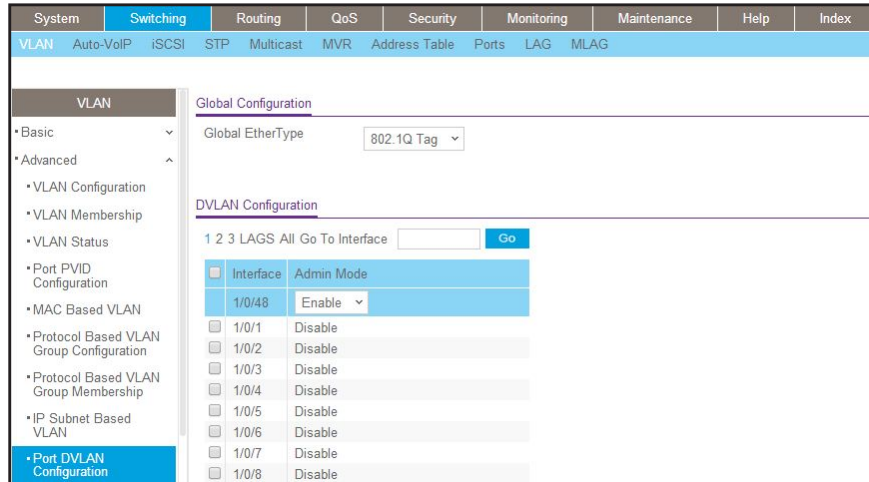 System Switching Routing QoS Security Monitoring Maintenance Help Index
VLAN Auto-VoIP iSCSI STP Multicast MVR Address Table Ports LAG MLAG
VLAN
Basic
Advanced
VLAN Configuration
VLAN Membership
VLAN Status
Port PVID
Configuration
MAC Based VLAN
Protocol Based VLAN
Group Configuration
Protocol Based VLAN
Group Membership
IP Subnet Based
VLAN
Port DVLAN
Configuration
Global Configuration
Global EtherType 802.1Q Tag
DVLAN Configuration
1 2 3 LAGS All Go To Interface Go
Interface Admin Mode
1/0/48 Enable
1/0/1 Disable
1/0/2 Disable
1/0/3 Disable
1/0/4 Disable
1/0/5 Disable
1/0/6 Disable
1/0/7 Disable
1/0/8 Disable